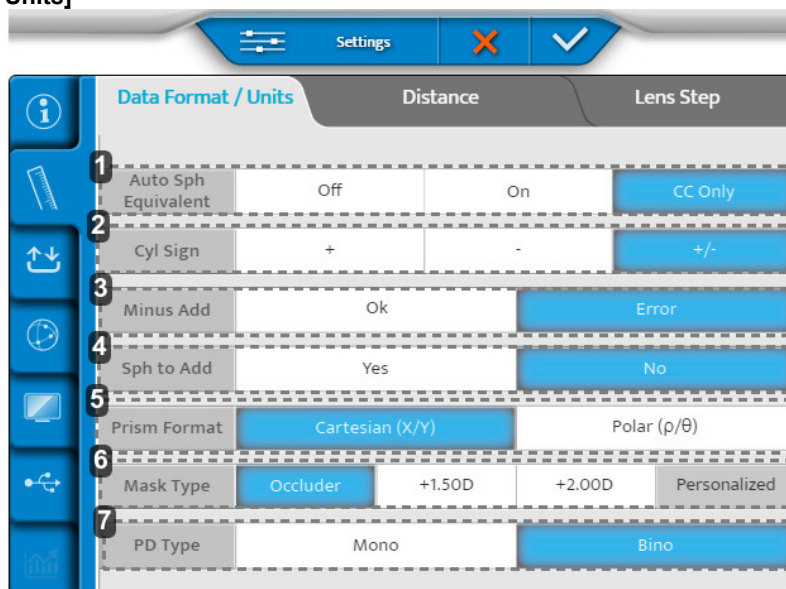 Units]
Settings
Data Format / Units Distance Lens Step
1
Auto Sph Equivalent Off On CC Only
2
Cyl Sign + - +/-
3
Minus Add Ok Error
4
Sph to Add Yes No
5
Prism Format Cartesian (X/Y) Polar (ρ/θ)
6
Mask Type Occluder +1.50D +2.00D Personalized
7
PD Type Mono Bino